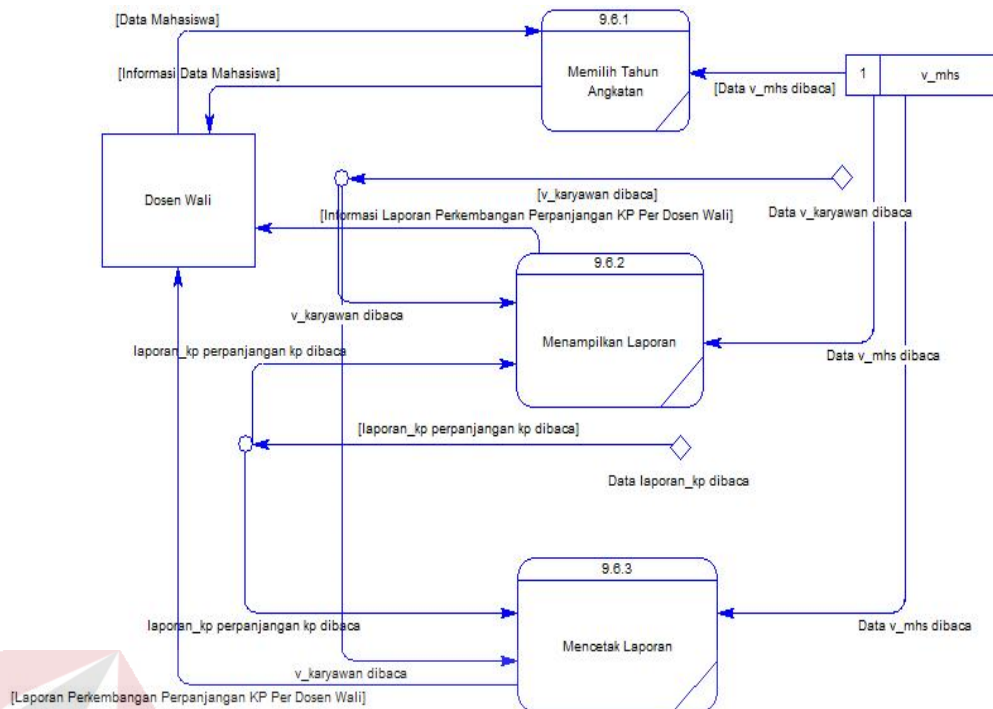 [Data Mahasiswa]
9.6.1
Memilih Tahun
Angkatan
[Informasi Data Mahasiswa]
1
v_mhs
[Data v_mhs dibaca]
Dosen Wali
[v_karyawan dibaca]
Data v_karyawan dibaca
[Informasi Laporan Perkembangan Perpanjangan KP Per Dosen Wali]
9.6.2
v_karyawan dibaca
Menampilkan Laporan
laporan_kp perpanjangan kp dibaca
Data v_mhs dibaca
[laporan_kp perpanjangan kp dibaca]
Data laporan_kp dibaca
9.6.3
laporan_kp perpanjangan kp dibaca
Data v_mhs dibaca
Mencetak Laporan
v_karyawan dibaca
[Laporan Perkembangan Perpanjangan KP Per Dosen Wali]